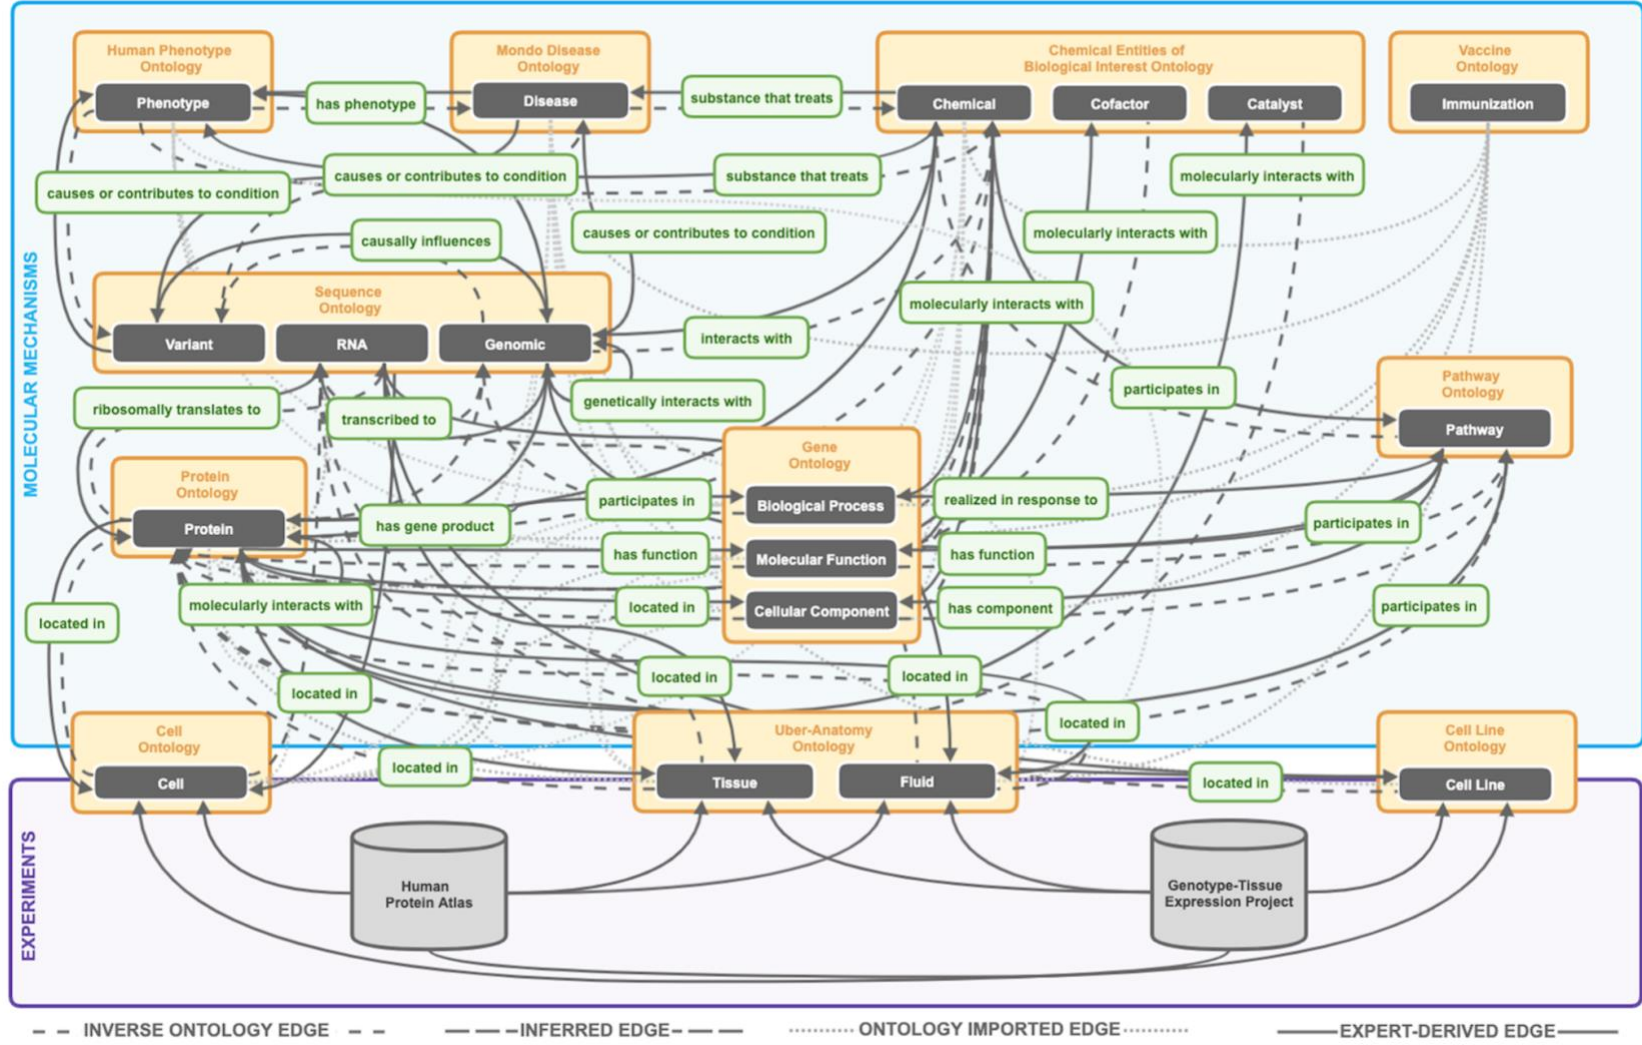 Human Phenotype
Ontology
Phenotype
has phenotype
Mondo Disease
Ontology
Disease
substance that treats
Chemical Entities of
Biological Interest Ontology
Chemical
Cofactor
Catalyst
Vaccine
Ontology
Immunization
causes or contributes to condition
causes or contributes to condition
substance that treats
molecularly interacts with
causally influences
causes or contributes to condition
molecularly interacts with
MOLECULAR MECHANISMS
Sequence
Ontology
Variant
RNA
Genomic
interacts with
molecularly interacts with
ribosomally translates to
transcribed to
genetically interacts with
participates in
Pathway
Ontology
Pathway
Protein
Ontology
Protein
has gene product
Gene
Ontology
Biological Process
Molecular Function
Cellular Component
participates in
has function
located in
realized in response to
has function
has component
participates in
participates in
located in
molecularly interacts with
located in
located in
located in
located in
Cell
Ontology
Cell
located in
Uber-Anatomy
Ontology
Tissue
Fluid
located in
Cell Line
Ontology
Cell Line
EXPERIMENTS
Human
Protein Atlas
Genotype-Tissue
Expression Project
INVERSE ONTOLOGY EDGE
INFERRED EDGE
ONTOLOGY IMPORTED EDGE
EXPERT-DERIVED EDGE